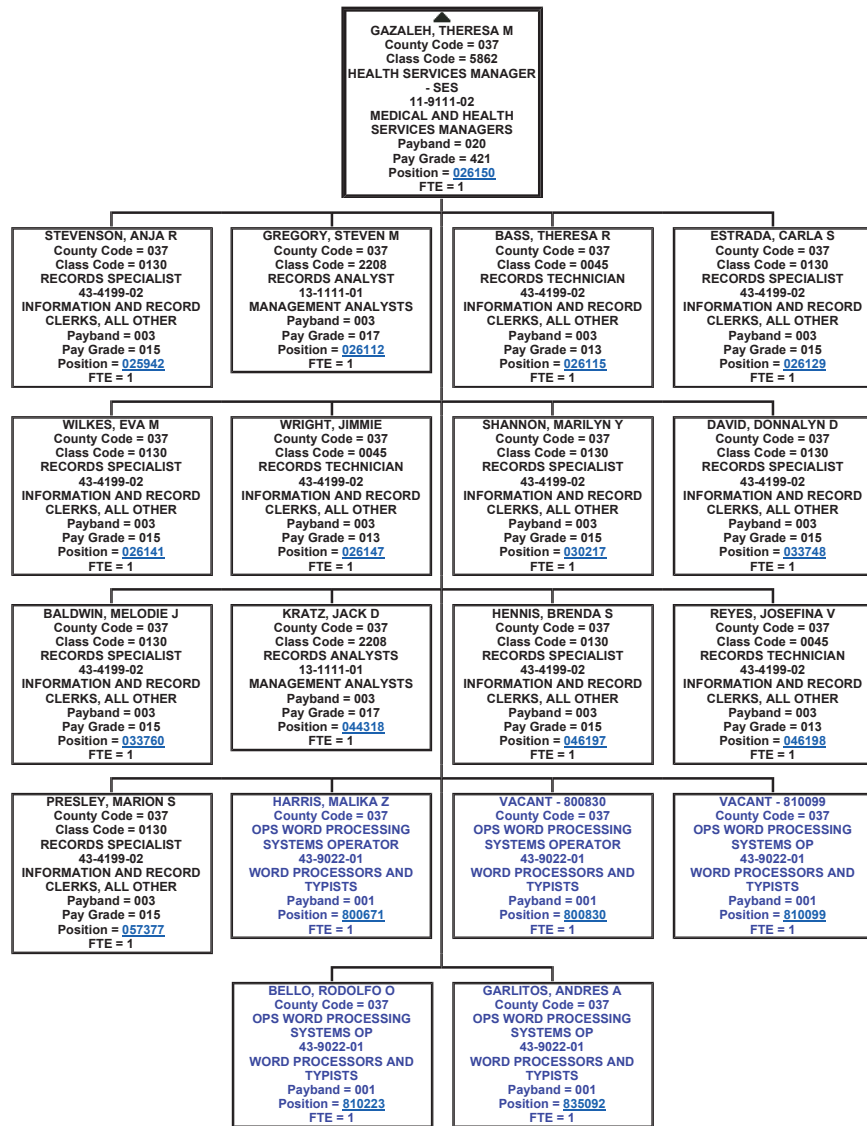 GAZALEH, THERESA M
County Code = 037
Class Code = 5862
HEALTH SERVICES MANAGER
- SES
11-9111-02
MEDICAL AND HEALTH
SERVICES MANAGERS
Payband = 020
Pay Grade = 421
Position = 026150
FTE = 1
STEVENSON, ANJA R
County Code = 037
Class Code = 0130
RECORDS SPECIALIST
43-4199-02
INFORMATION AND RECORD
CLERKS, ALL OTHER
Payband = 003
Pay Grade = 015
Position = 025942
FTE = 1
GREGORY, STEVEN M
County Code = 037
Class Code = 2208
RECORDS ANALYST
13-1111-01
MANAGEMENT ANALYSTS
Payband = 003
Pay Grade = 017
Position = 026112
FTE = 1
BASS, THERESA R
County Code = 037
Class Code = 0045
RECORDS TECHNICIAN
43-4199-02
INFORMATION AND RECORD
CLERKS, ALL OTHER
Payband = 003
Pay Grade = 013
Position = 026115
FTE = 1
ESTRADA, CARLA S
County Code = 037
Class Code = 0130
RECORDS SPECIALIST
43-4199-02
INFORMATION AND RECORD
CLERKS, ALL OTHER
Payband = 003
Pay Grade = 015
Position = 026129
FTE = 1
WILKES, EVA M
County Code = 037
Class Code = 0130
RECORDS SPECIALIST
43-4199-02
INFORMATION AND RECORD
CLERKS, ALL OTHER
Payband = 003
Pay Grade = 015
Position = 026141
FTE = 1
WRIGHT, JIMMIE
County Code = 037
Class Code = 0045
RECORDS TECHNICIAN
43-4199-02
INFORMATION AND RECORD
CLERKS, ALL OTHER
Payband = 003
Pay Grade = 013
Position = 026147
FTE = 1
SHANNON, MARILYN Y
County Code = 037
Class Code = 0130
RECORDS SPECIALIST
43-4199-02
INFORMATION AND RECORD
CLERKS, ALL OTHER
Payband = 003
Pay Grade = 015
Position = 030217
FTE = 1
DAVID, DONNALYN D
County Code = 037
Class Code = 0130
RECORDS SPECIALIST
43-4199-02
INFORMATION AND RECORD
CLERKS, ALL OTHER
Payband = 003
Pay Grade = 015
Position = 033748
FTE = 1
BALDWIN, MELODIE J
County Code = 037
Class Code = 0130
RECORDS SPECIALIST
43-4199-02
INFORMATION AND RECORD
CLERKS, ALL OTHER
Payband = 003
Pay Grade = 015
Position = 033760
FTE = 1
KRATZ, JACK D
County Code = 037
Class Code = 2208
RECORDS ANALYSTS
13-1111-01
MANAGEMENT ANALYSTS
Payband = 003
Pay Grade = 017
Position = 044318
FTE = 1
HENNIS, BRENDA S
County Code = 037
Class Code = 0130
RECORDS SPECIALIST
43-4199-02
INFORMATION AND RECORD
CLERKS, ALL OTHER
Payband = 003
Pay Grade = 015
Position = 046197
FTE = 1
REYES, JOSEFINA V
County Code = 037
Class Code = 0045
RECORDS TECHNICIAN
43-4199-02
INFORMATION AND RECORD
CLERKS, ALL OTHER
Payband = 003
Pay Grade = 013
Position = 046198
FTE = 1
PRESLEY, MARION S
County Code = 037
Class Code = 0130
RECORDS SPECIALIST
43-4199-02
INFORMATION AND RECORD
CLERKS, ALL OTHER
Payband = 003
Pay Grade = 015
Position = 057377
FTE = 1
HARRIS, MALIKA Z
County Code = 037
OPS WORD PROCESSING
SYSTEMS OPERATOR
43-9022-01
WORD PROCESSORS AND
TYPISTS
Payband = 001
Position = 800671
FTE = 1
VACANT - 800830
County Code = 037
OPS WORD PROCESSING
SYSTEMS OPERATOR
43-9022-01
WORD PROCESSORS AND
TYPISTS
Payband = 001
Position = 800830
FTE = 1
VACANT - 810099
County Code = 037
OPS WORD PROCESSING
SYSTEMS OP
43-9022-01
WORD PROCESSORS AND
TYPISTS
Payband = 001
Position = 810099
FTE = 1
BELLO, RODOLFO O
County Code = 037
OPS WORD PROCESSING
SYSTEMS OP
43-9022-01
WORD PROCESSORS AND
TYPISTS
Payband = 001
Position = 810223
FTE = 1
GARLITOS, ANDRES A
County Code = 037
OPS WORD PROCESSING
SYSTEMS OP
43-9022-01
WORD PROCESSORS AND
TYPISTS
Payband = 001
Position = 835092
FTE = 1